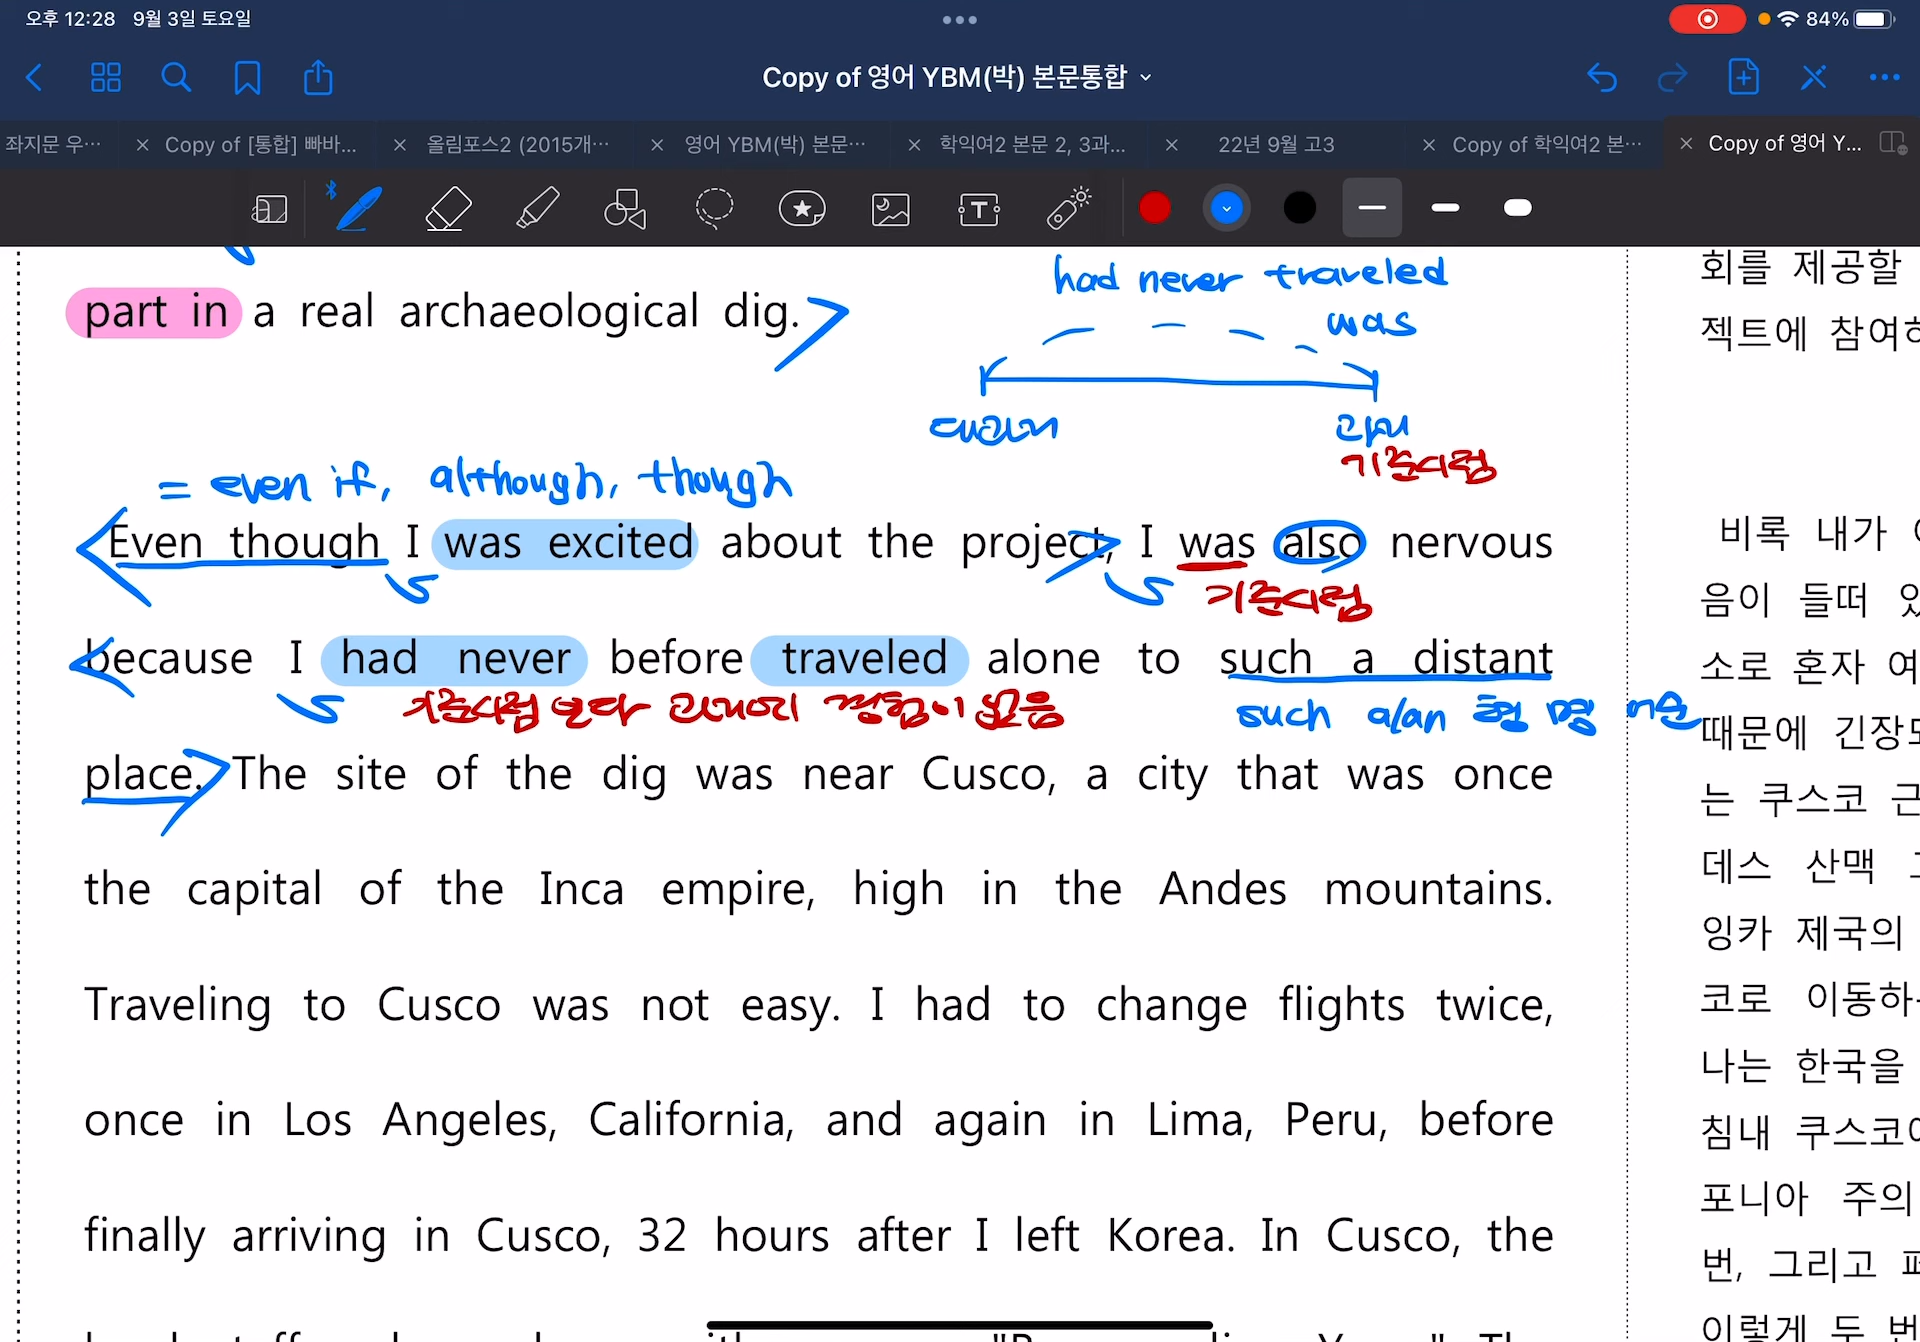 오후 12:28 9월 3일 토요일
84%
Copy of 영어 YBM(박) 본문통합
좌지문 우··· × Copy of [통합] 빠바... × 올림포스2 (2015개··· × 영어 YBM(박) 본문··· × 학익여2 본문 2, 3과... × 22년 9월 고3 × Copy of 학익여2 본··· × Copy of 영어 Y...
had never traveled
was
part in a real archaeological dig.
대과거 과거
기준시점
= even if, although, though
Even though I was excited about the project, I was also nervous
기준시점
because I had never before traveled alone to such a distant
기준시점 보다 과거에 경험이 없음
such a/an 형 명 어순
place. The site of the dig was near Cusco, a city that was once
the capital of the Inca empire, high in the Andes mountains.
Traveling to Cusco was not easy. I had to change flights twice,
once in Los Angeles, California, and again in Lima, Peru, before
finally arriving in Cusco, 32 hours after I left Korea. In Cusco, the
회를 제공할
젝트에 참여
비록 내가
음이 들떠
소로 혼자 여
때문에 긴장
는 쿠스코
데스 산맥
잉카 제국의
코로 이동하
나는 한국을
침내 쿠스코
포니아 주의
번, 그리고
이렇게 두 번